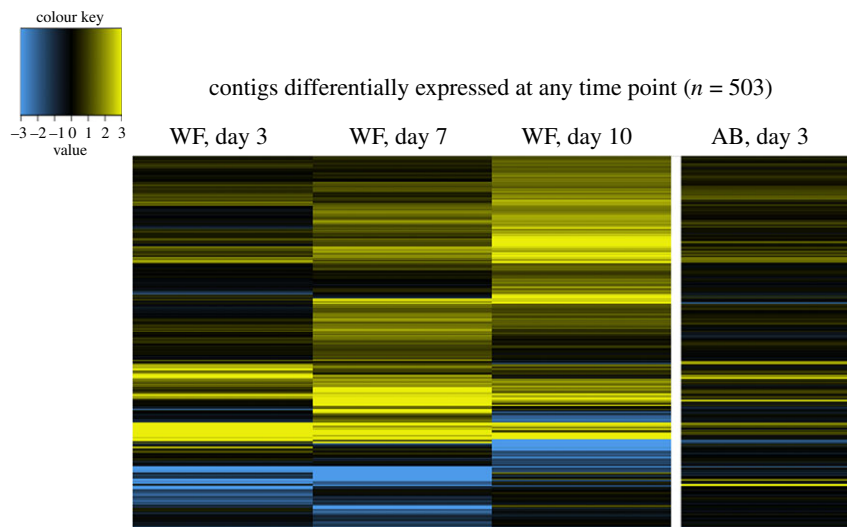 colour key
–3 –2 –1 0 1 2 3
value
contigs differentially expressed at any time point (n = 503)
WF, day 3 WF, day 7 WF, day 10 AB, day 3